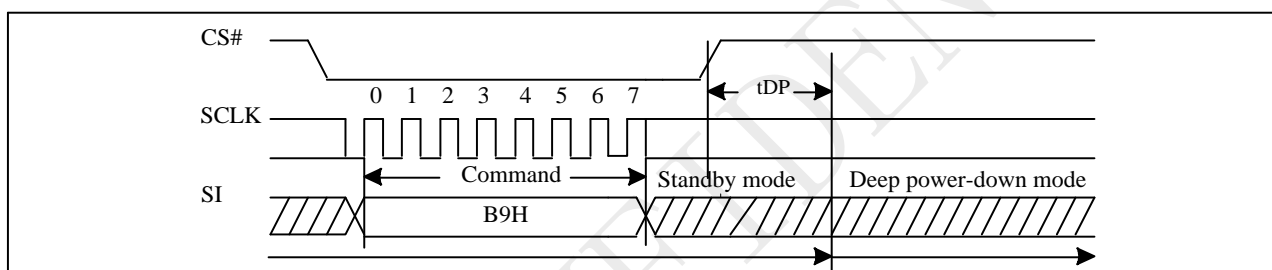 CS#
tDP
0 1 2 3 4 5 6 7
SCLK
Command
Standby mode
Deep power-down mode
SI
B9H